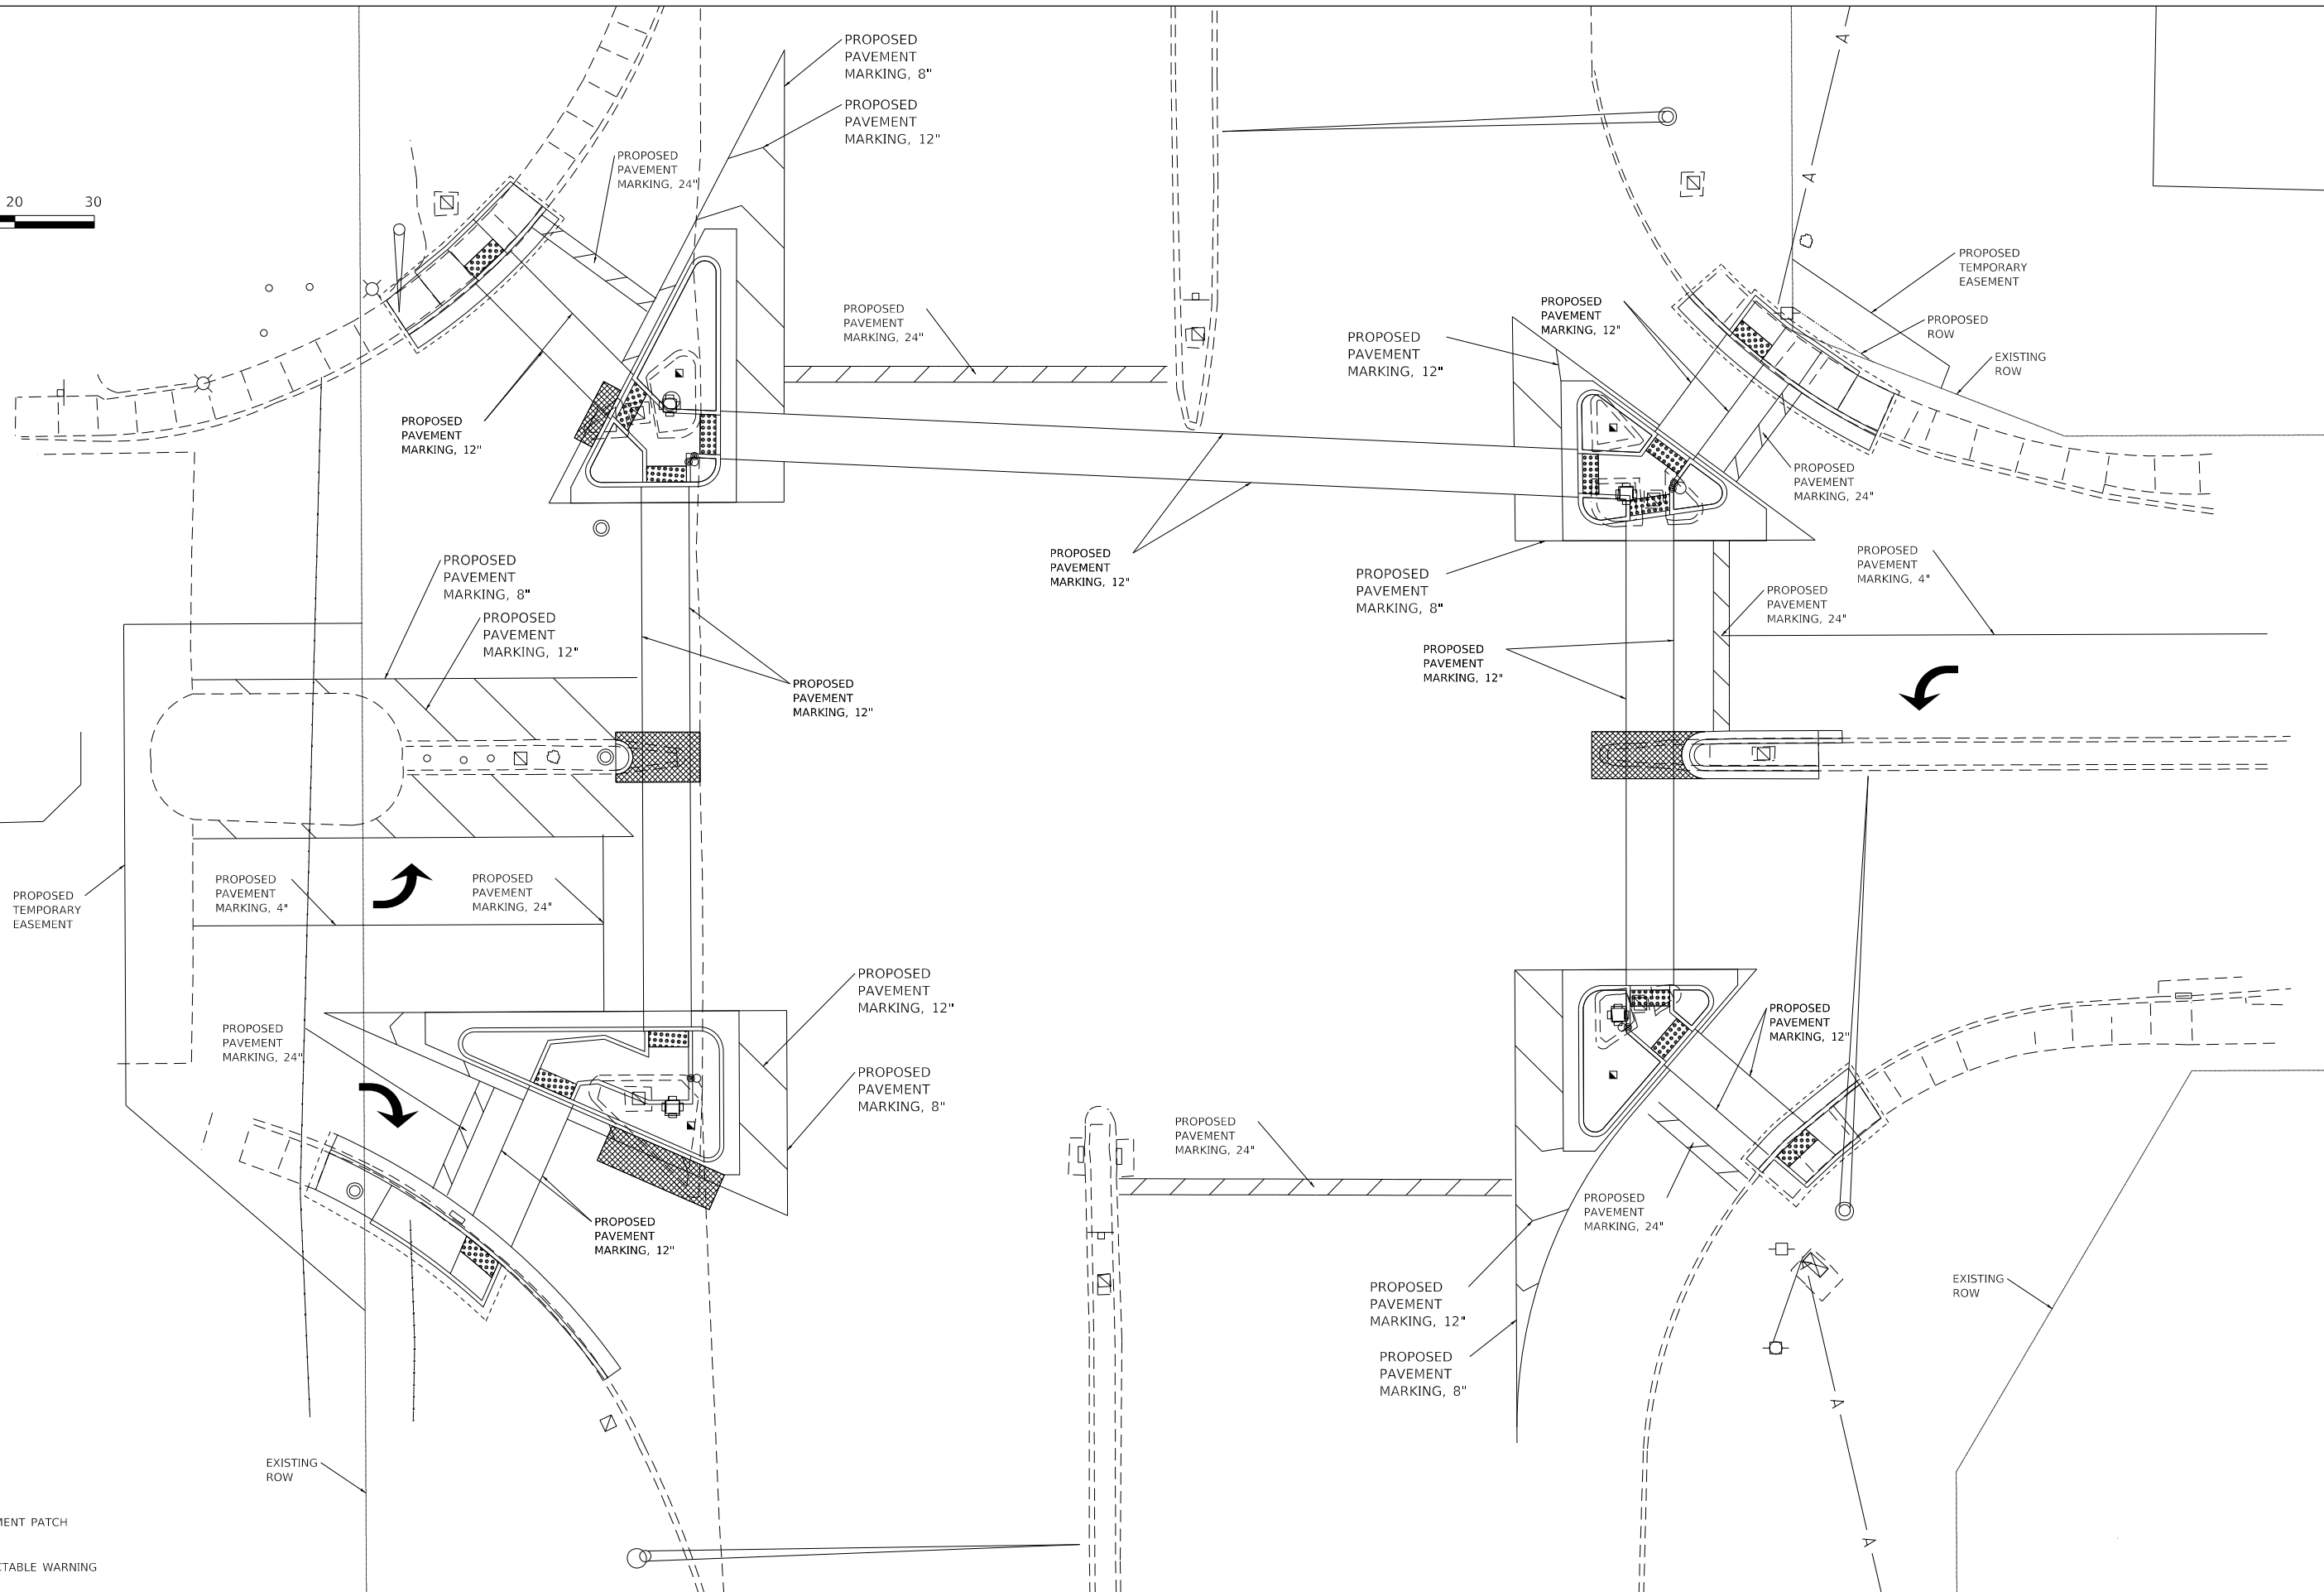 PROPOSED
PAVEMENT
MARKING, 8"
PROPOSED
PAVEMENT
MARKING, 12"
PROPOSED
PAVEMENT
MARKING, 24"
20
30
A
A
PROPOSED
TEMPORARY
EASEMENT
PROPOSED
ROW
EXISTING
ROW
PROPOSED
PAVEMENT
MARKING, 24"
PROPOSED
PAVEMENT
MARKING, 12"
PROPOSED
PAVEMENT
MARKING, 12"
PROPOSED
PAVEMENT
MARKING, 12"
PROPOSED
PAVEMENT
MARKING, 24"
PROPOSED
PAVEMENT
MARKING, 8"
PROPOSED
PAVEMENT
MARKING, 12"
PROPOSED
PAVEMENT
MARKING, 12"
PROPOSED
PAVEMENT
MARKING, 12"
PROPOSED
PAVEMENT
MARKING, 8"
PROPOSED
PAVEMENT
MARKING, 4"
PROPOSED
PAVEMENT
MARKING, 24"
PROPOSED
PAVEMENT
MARKING, 12"
PROPOSED
TEMPORARY
EASEMENT
PROPOSED
PAVEMENT
MARKING, 4"
PROPOSED
PAVEMENT
MARKING, 24"
PROPOSED
PAVEMENT
MARKING, 24"
PROPOSED
PAVEMENT
MARKING, 12"
PROPOSED
PAVEMENT
MARKING, 8"
PROPOSED
PAVEMENT
MARKING, 12"
PROPOSED
PAVEMENT
MARKING, 24"
PROPOSED
PAVEMENT
MARKING, 12"
PROPOSED
PAVEMENT
MARKING, 24"
PROPOSED
PAVEMENT
MARKING, 12"
PROPOSED
PAVEMENT
MARKING, 8"
EXISTING
ROW
EXISTING
ROW
A
A
PATCH
WARNING